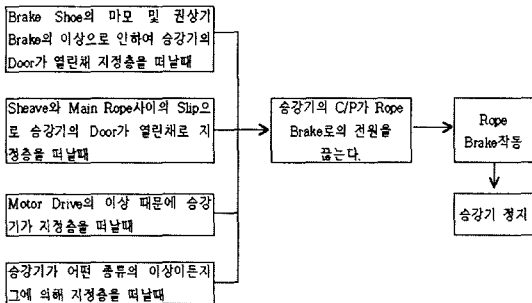 Brake Shoe의 마모 및 권상기
Brake의 이상으로 인하여 승강기의
Door가 열린채 지정층을 떠날때
Sheave와 Main Rope사이의 Slip으
로 승강기의 Door가 열린채로 지
정층을 떠날때
Motor Drive의 이상 때문에 승강
기가 지정층을 떠날때
승강기가 어떤 종류의 이상이든지
그에 의해 지정층을 떠날때
승강기의 C/P가 Rope
Brake로의 전원을
끊는다.
Rope
Brake작동
승강기 정지